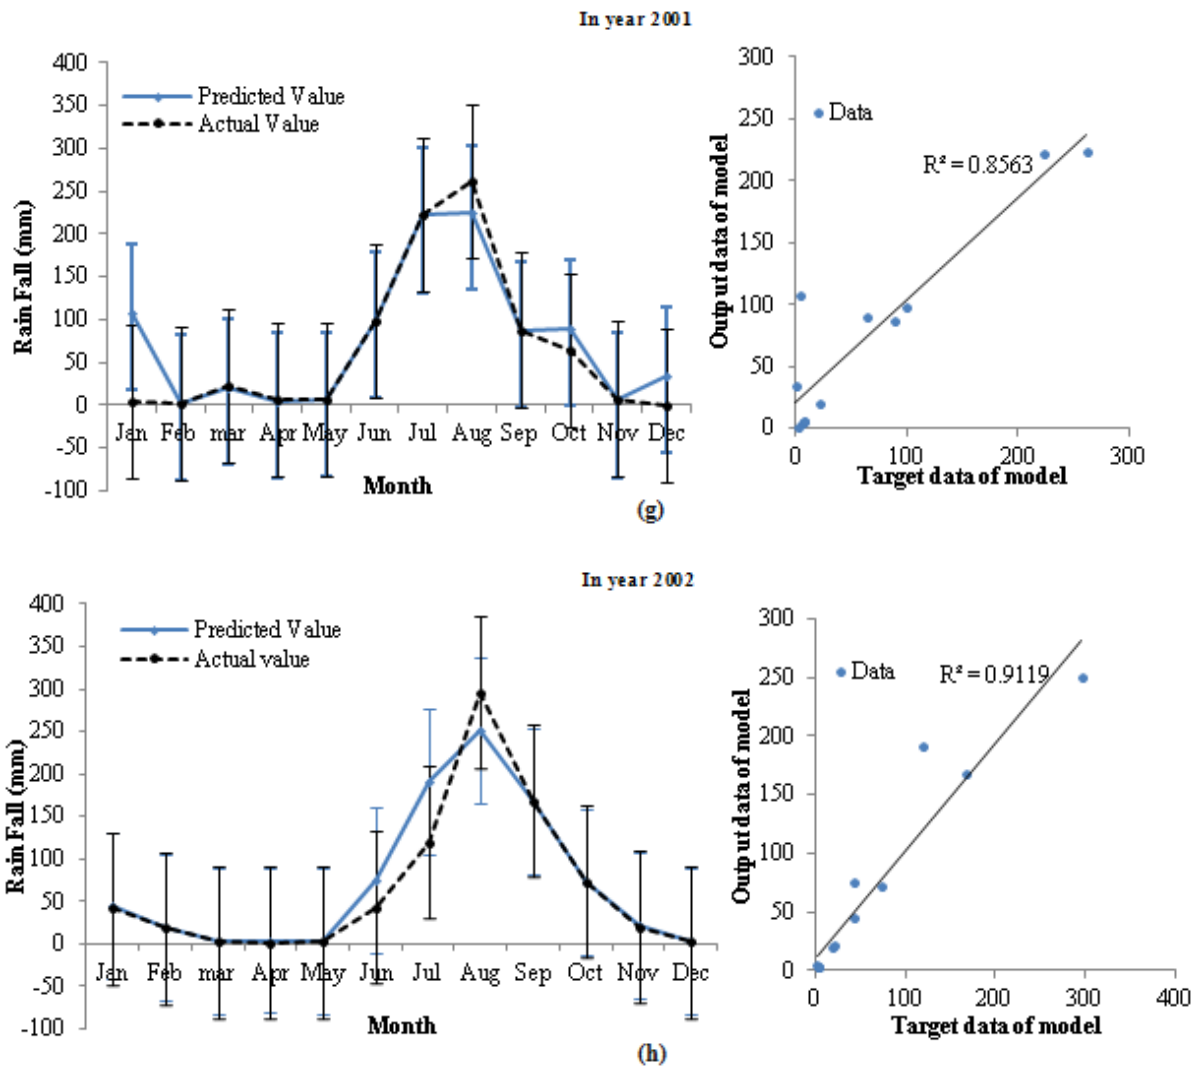 In year 2001
400
350
300
250
200
150
100
50
0
-50
-100
Rain Fall (mm)
Predicted Value
Actual Value
Jan Feb mar Apr May Jun Jul Aug Sep Oct Nov Dec
Month
300
250
200
150
100
50
0
Output data of model
Data
R² = 0.8563
0 100 200 300
Target data of model
(g)
In year 2002
400
350
300
250
200
150
100
50
0
-50
-100
Rain Fall (mm)
Predicted Value
Actual value
Jan Feb mar Apr May Jun Jul Aug Sep Oct Nov Dec
Month
300
250
200
150
100
50
0
Output data of model
Data
R² = 0.9119
0 100 200 300 400
Target data of model
(h)